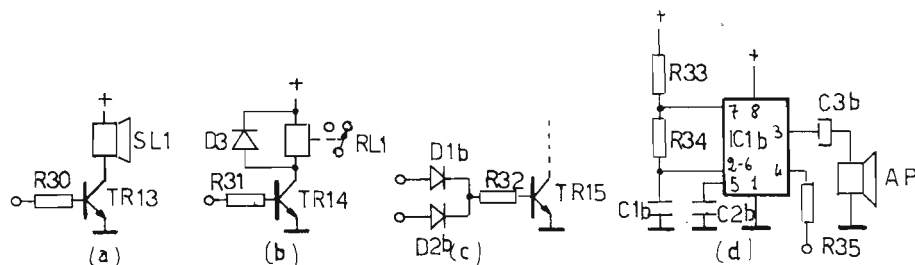 +
SL1
R30
TR13
(a)
+
D3
RL1
R31
TR14
(b)
D1b
R32
TR15
D2b
(c)
+
R33
+
7 8
C3b
R34
IC1b
3
2-6
4
AP
5 1
C1b
C2b
R35
(d)